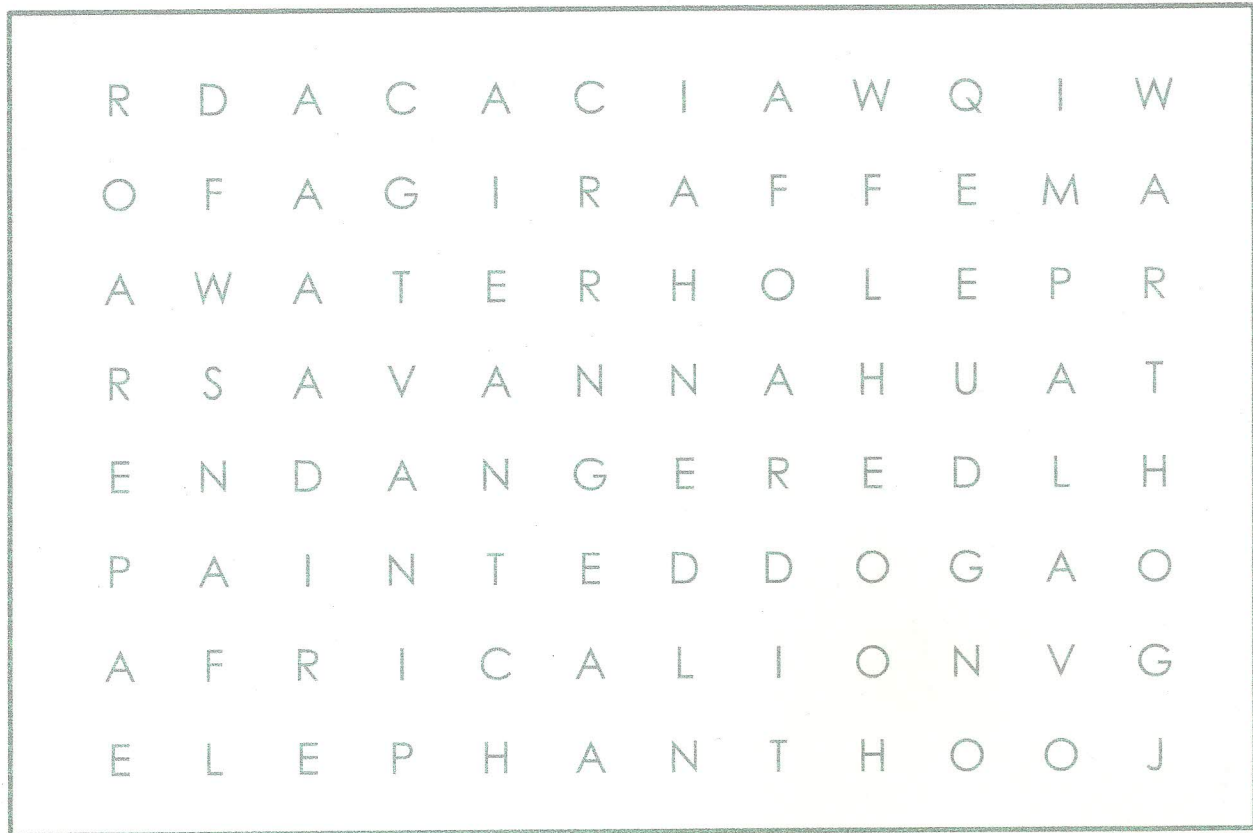 R D A C A C I A W Q I W
O F A G I R A F F E M A
A W A T E R H O L E P R
R S A V A N N A H U A T
E N D A N G E R E D L H
P A I N T E D D O G A O
A F R I C A L I O N V G
E L E P H A N T H O O J